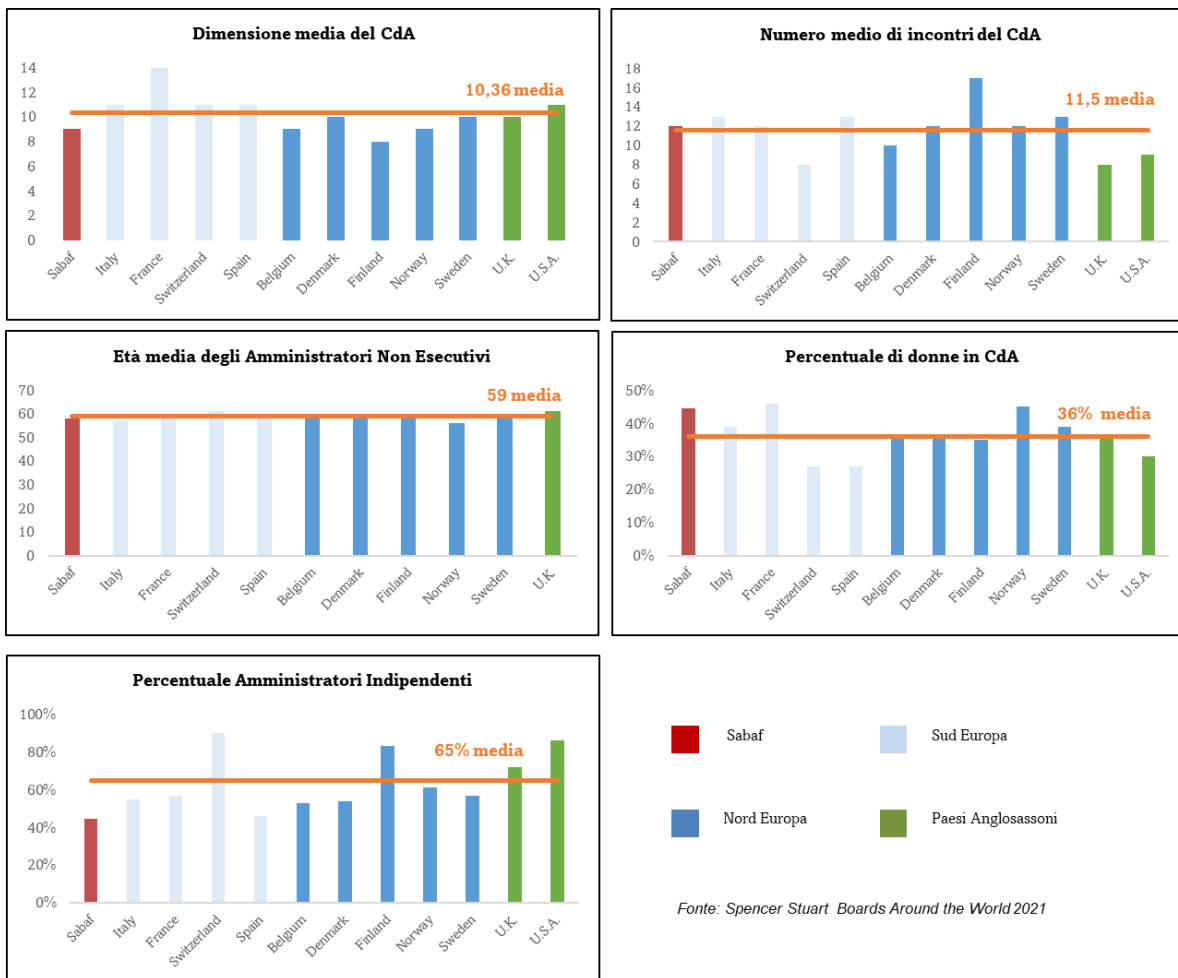 Dimensione media del CdA
14
12
10
8
6
4
2
0
10,36 media
Sabaf
Italy
France
Switzerland
Spain
Belgium
Denmark
Finland
Norway
Sweden
U.K.
U.S.A.
Numero medio di incontri del CdA
18
16
14
12
10
8
6
4
2
0
11,5 media
Sabaf
Italy
France
Switzerland
Spain
Belgium
Denmark
Finland
Norway
Sweden
U.K.
U.S.A.
Età media degli Amministratori Non Esecutivi
70
60
50
40
30
20
10
0
59 media
Sabaf
Italy
France
Switzerland
Spain
Belgium
Denmark
Finland
Norway
Sweden
U.K.
Percentuale di donne in CdA
50%
40%
30%
20%
10%
0%
36% media
Sabaf
Italy
France
Switzerland
Spain
Belgium
Denmark
Finland
Norway
Sweden
U.K.
U.S.A.
Percentuale Amministratori Indipendenti
100%
80%
60%
40%
20%
0%
65% media
Sabaf
Italy
France
Switzerland
Spain
Belgium
Denmark
Finland
Norway
Sweden
U.K.
U.S.A.
Sabaf
Sud Europa
Nord Europa
Paesi Anglosassoni
Fonte: Spencer Stuart Boards Around the World 2021